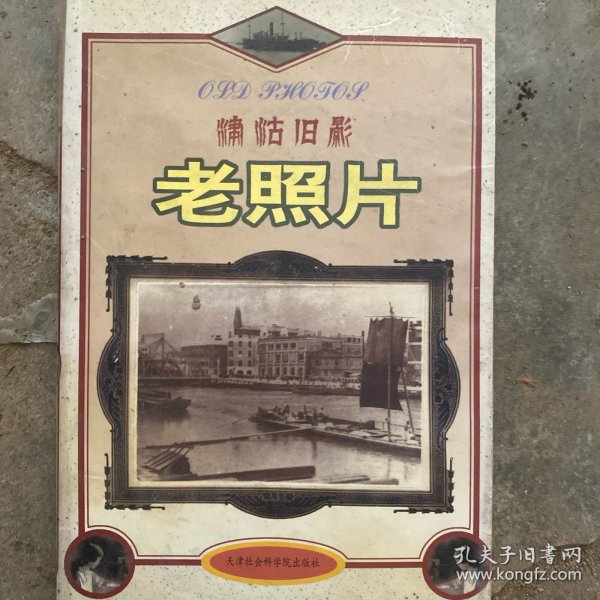 OLD PHOTOS
津沽旧影
老照片
天津社会科学院出版社
孔夫子旧书网
www.kongfz.com